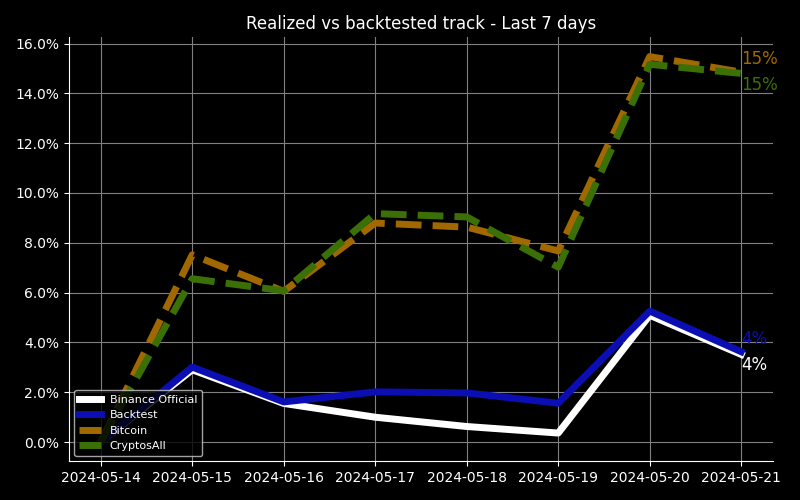 Realized vs backtested track - Last 7 days
16.0%
14.0%
12.0%
10.0%
8.0%
6.0%
4.0%
2.0%
0.0%
15%
15%
4%
4%
Binance Official
Backtest
Bitcoin
CryptosAll
2024-05-14 2024-05-15 2024-05-16 2024-05-17 2024-05-18 2024-05-19 2024-05-20 2024-05-21